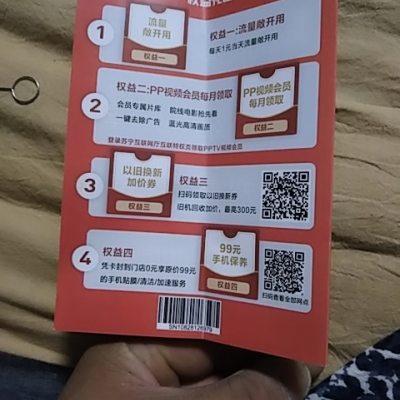 1
流量
敞开用
权益一
权益一:流量敞开用
每天1元当天流量敞开用
2
权益二:PP视频会员每月领取
会员专属片库 院线电影抢先看
一键去除广告 蓝光高清画质
PP视频会员
每月领取
权益二
登录苏宁互联网厅互联特权页领取PPTV视频会员
3
以旧换新
加价券
权益三
权益三
扫码领取以旧换新券
旧机回收加价,最高300元
4
权益四
凭卡封到门店0元享原价99元
的手机贴膜/清洁/加速服务
99元
手机保养
权益四
扫码查看全部网点
SN10828126979